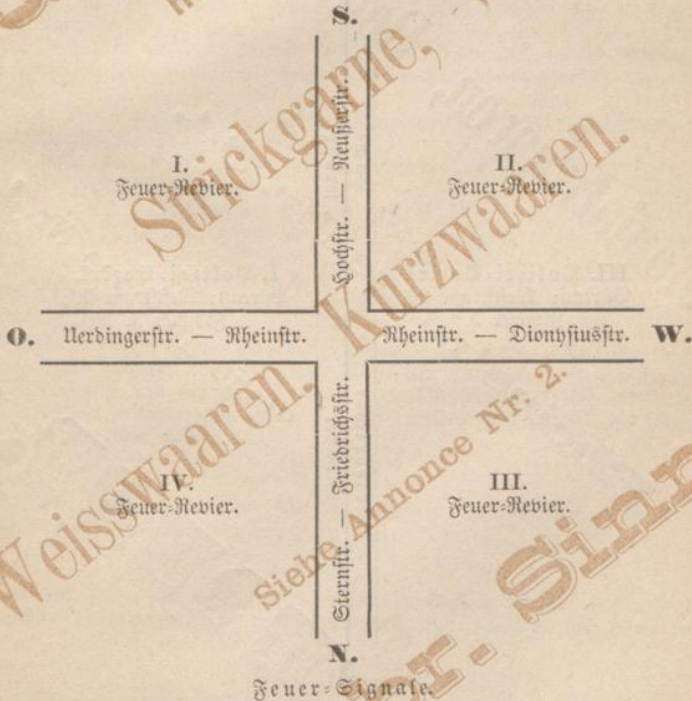 S.
Strickgarne,
Hochstr. — Neußerstr.
I.
Feuer-Revier.
II.
Feuer-Revier.
Kurzwaaren.
O. Uerdingerstr. — Rheinstr. Rheinstr. — Dionysiusstr. W.
Weisswaaren,
Sternstr. — Friedrichsstr.
Siehe Annonce Nr. 2.
IV.
Feuer-Revier.
III.
Feuer-Revier.
N.
Feuer-Signale.